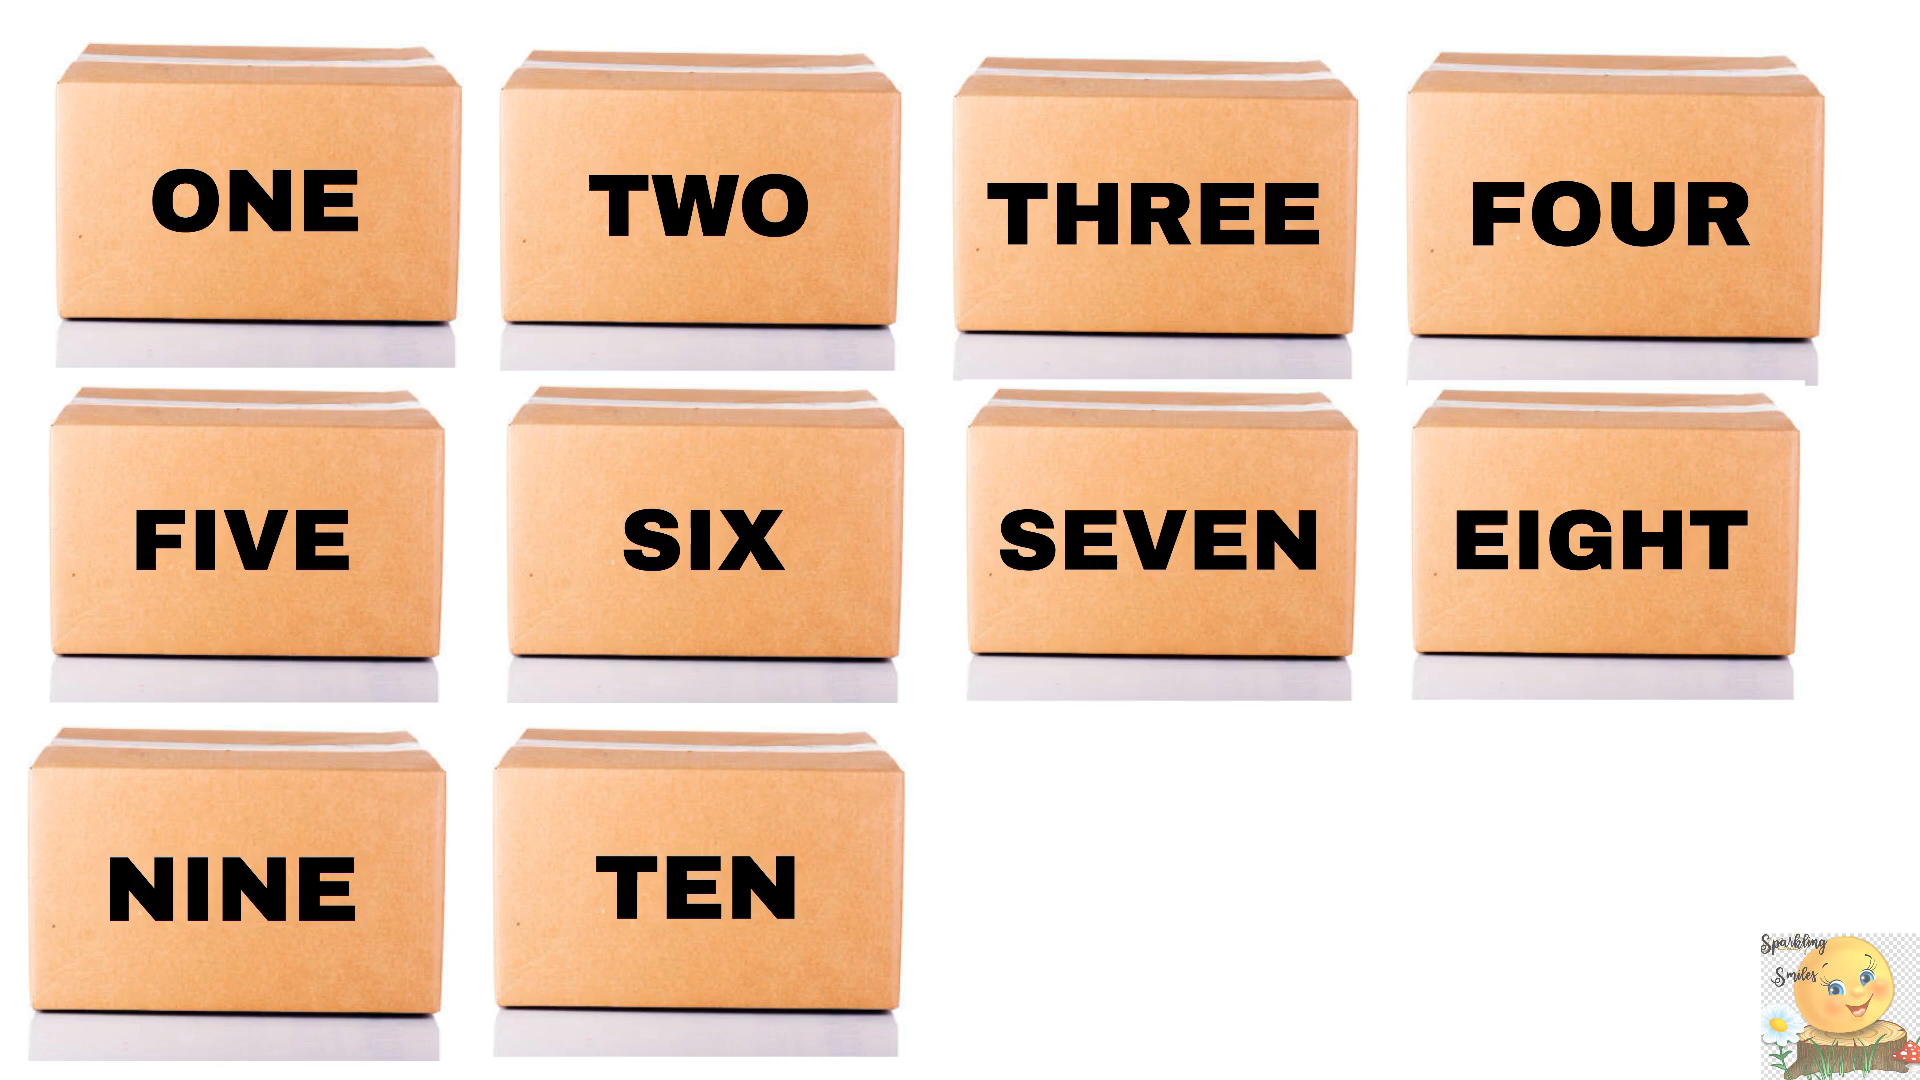 ONE
TWO
THREE
FOUR
FIVE
SIX
SEVEN
EIGHT
NINE
TEN
Sparkling
Smiles